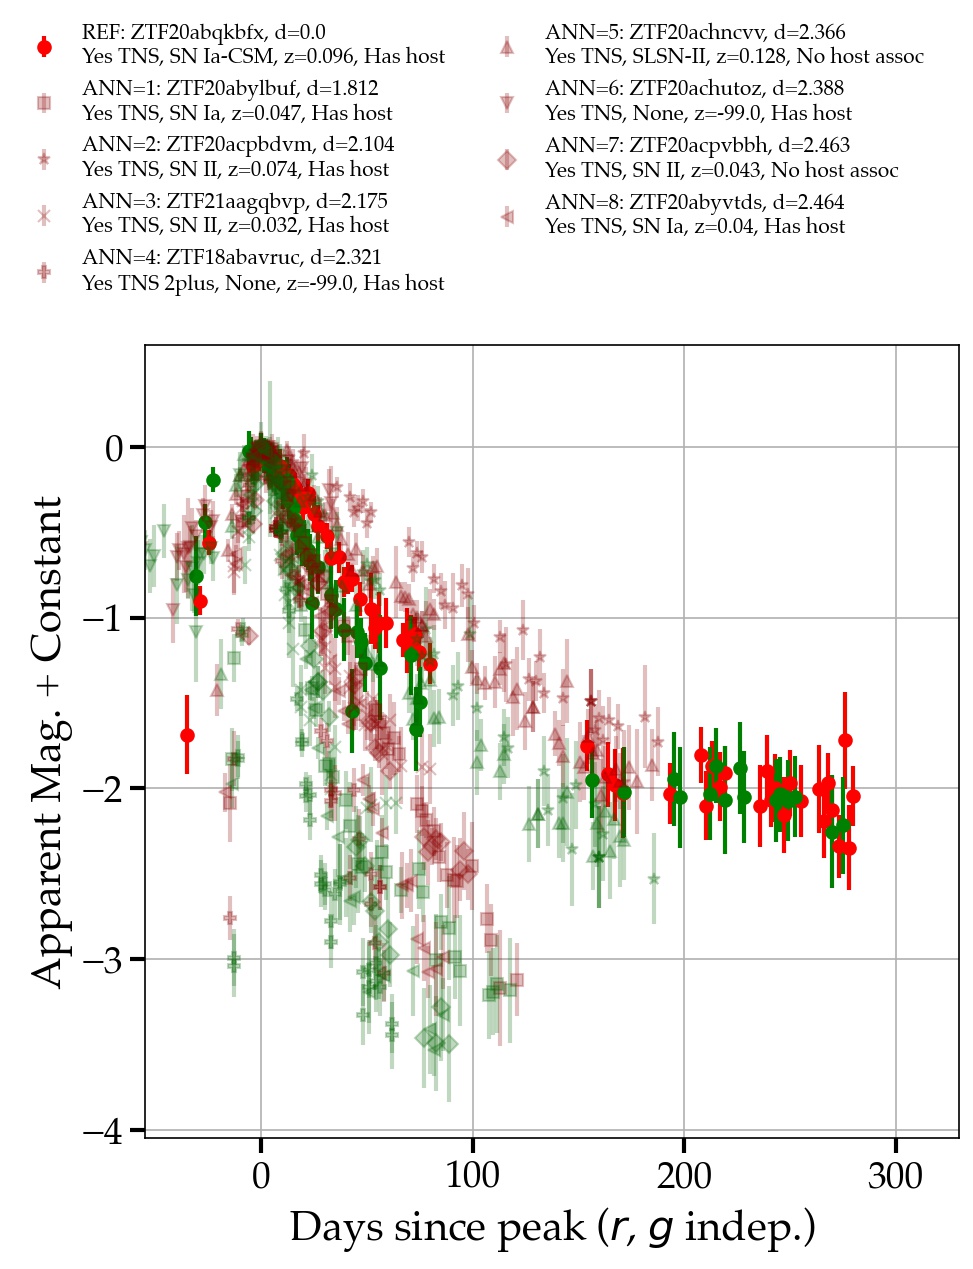 REF: ZTF20abqkbfx, d=0.0
Yes TNS, SN Ia-CSM, z=0.096, Has host
ANN=1: ZTF20abylbuf, d=1.812
Yes TNS, SN Ia, z=0.047, Has host
ANN=2: ZTF20acpbdvm, d=2.104
Yes TNS, SN II, z=0.074, Has host
ANN=3: ZTF21aagqbvp, d=2.175
Yes TNS, SN II, z=0.032, Has host
ANN=4: ZTF18abavruc, d=2.321
Yes TNS 2plus, None, z=-99.0, Has host
ANN=5: ZTF20achncvv, d=2.366
Yes TNS, SLSN-II, z=0.128, No host assoc
ANN=6: ZTF20achutoz, d=2.388
Yes TNS, None, z=-99.0, Has host
ANN=7: ZTF20acpvbbh, d=2.463
Yes TNS, SN II, z=0.043, No host assoc
ANN=8: ZTF20abyvtds, d=2.464
Yes TNS, SN Ia, z=0.04, Has host
Apparent Mag. + Constant
0
−1
−2
−3
−4
0 100 200 300
Days since peak (r, g indep.)